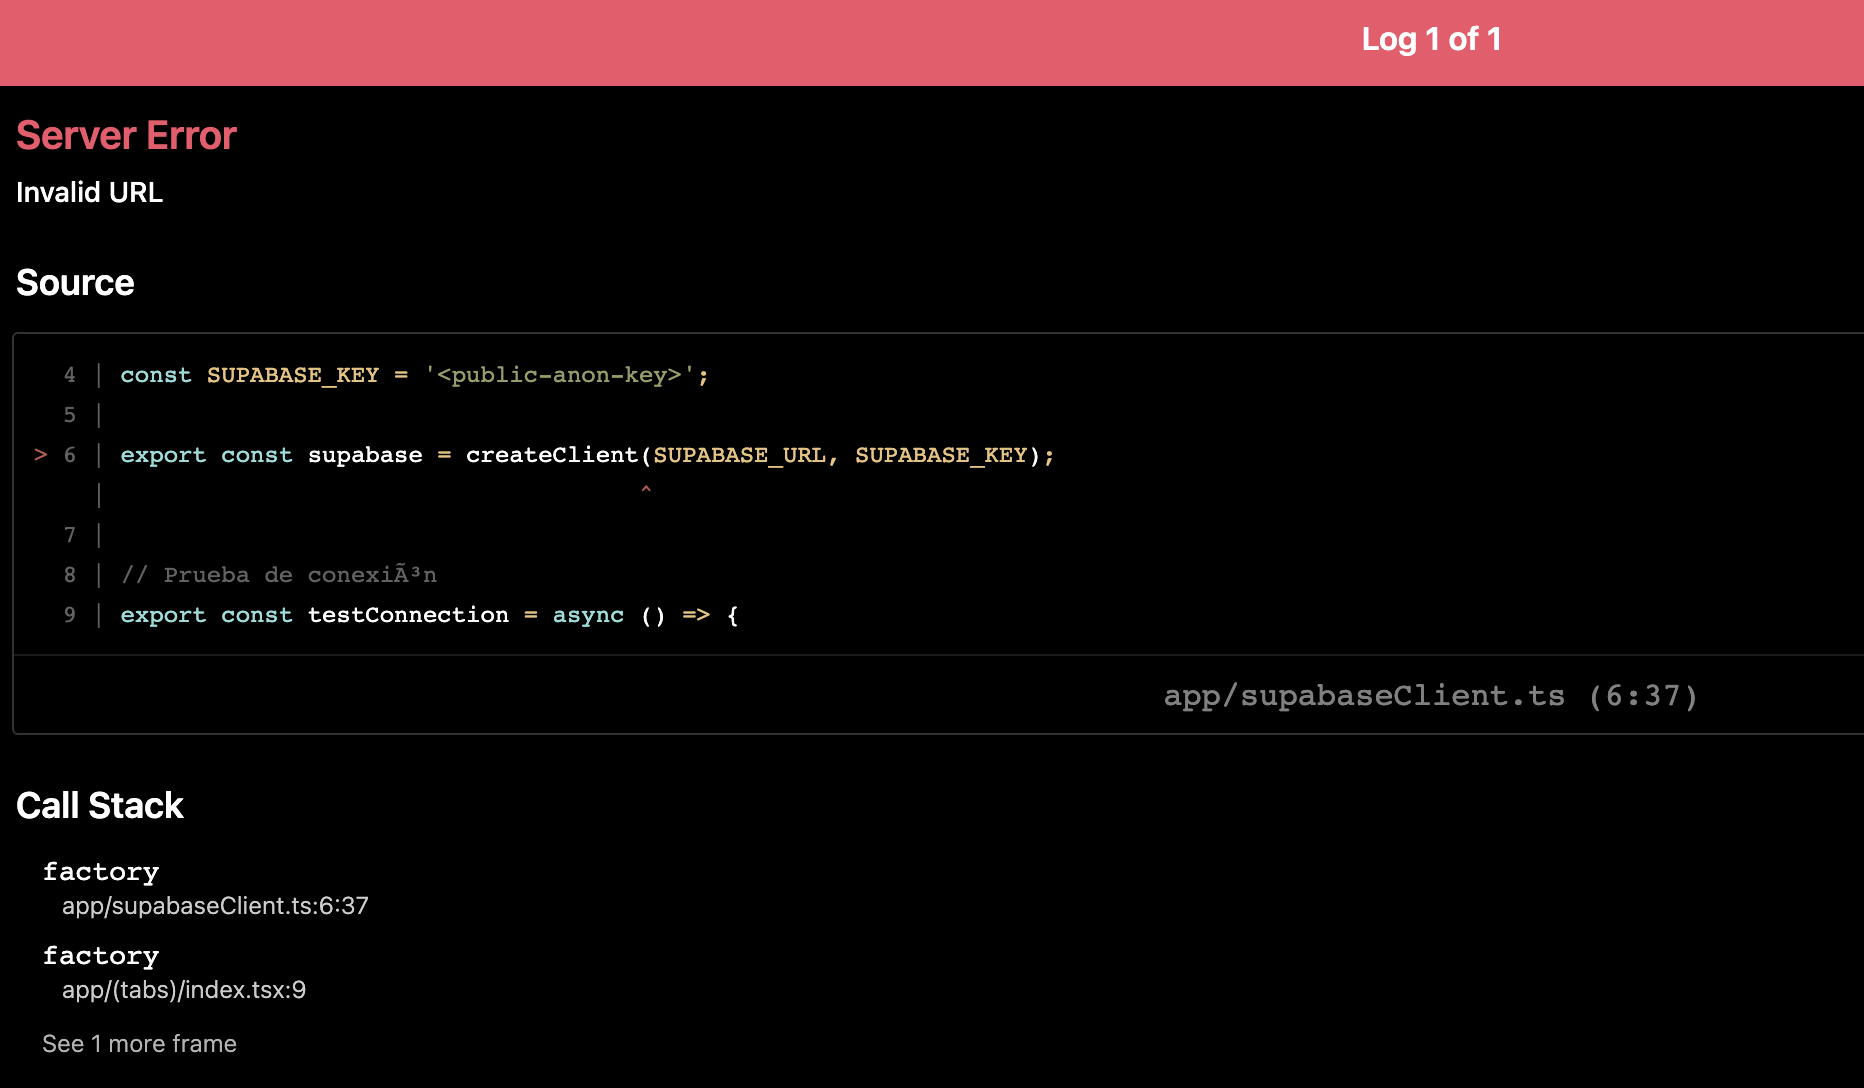 Log 1 of 1
Server Error
Invalid URL
Source
4 | const SUPABASE_KEY = '<public-anon-key>';
5 |
> 6 | export const supabase = createClient(SUPABASE_URL, SUPABASE_KEY);
| ^
7 |
8 | // Prueba de conexiÃ³n
9 | export const testConnection = async () => {
app/supabaseClient.ts (6:37)
Call Stack
factory
app/supabaseClient.ts:6:37
factory
app/(tabs)/index.tsx:9
See 1 more frame